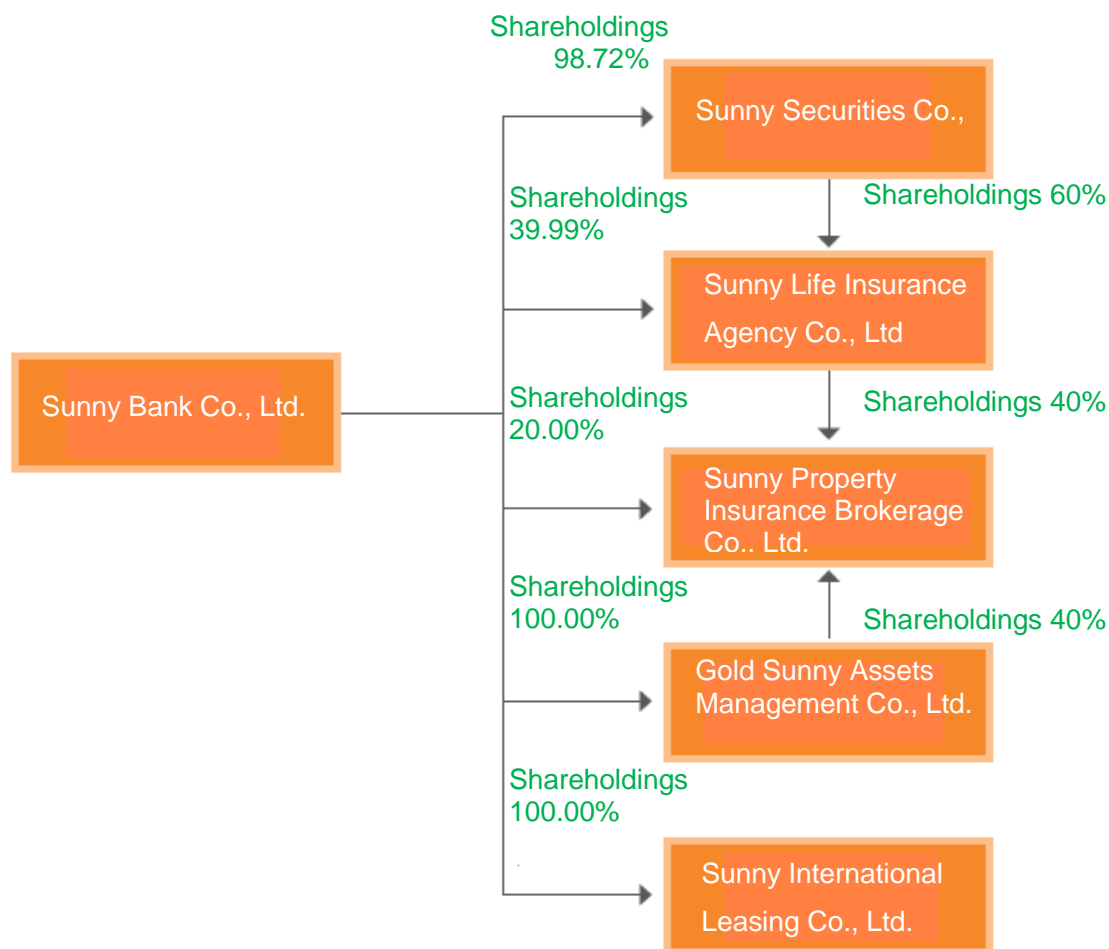 Shareholdings
98.72%
Sunny Securities Co.,
Shareholdings 60%
Shareholdings
39.99%
Sunny Life Insurance
Agency Co., Ltd
Sunny Bank Co., Ltd.
Shareholdings 40%
Shareholdings
20.00%
Sunny Property
Insurance Brokerage
Co.. Ltd.
Shareholdings
100.00%
Shareholdings 40%
Gold Sunny Assets
Management Co., Ltd.
Shareholdings
100.00%
Sunny International
Leasing Co., Ltd.